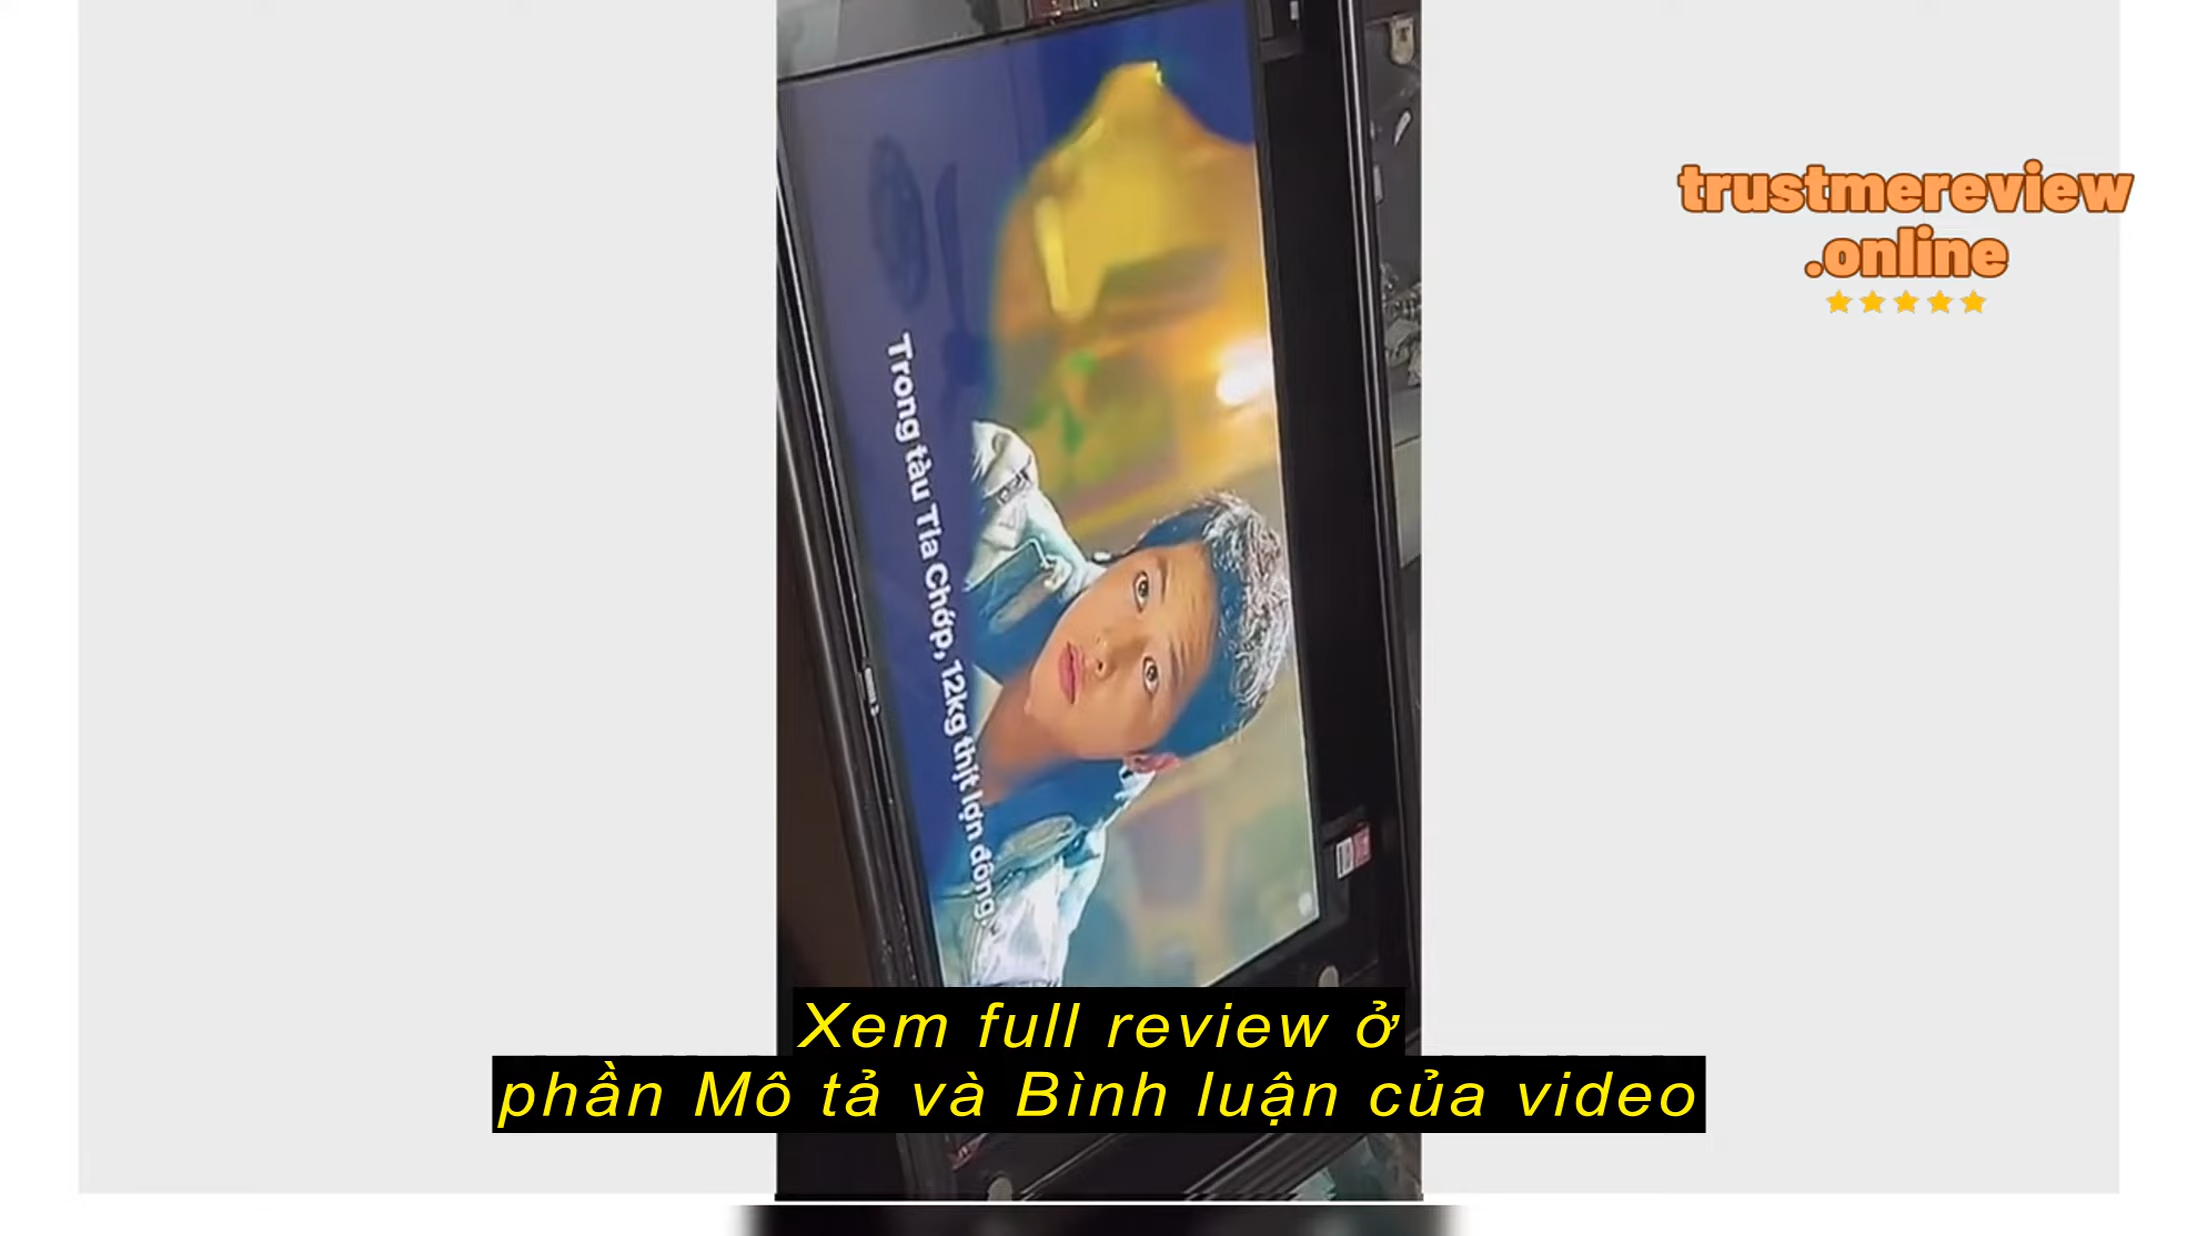 trustmereview
.online
Trong tàu Tia Chớp, 12kg thịt lợn đông.
Xem full review ở
phần Mô tả và Bình luận của video